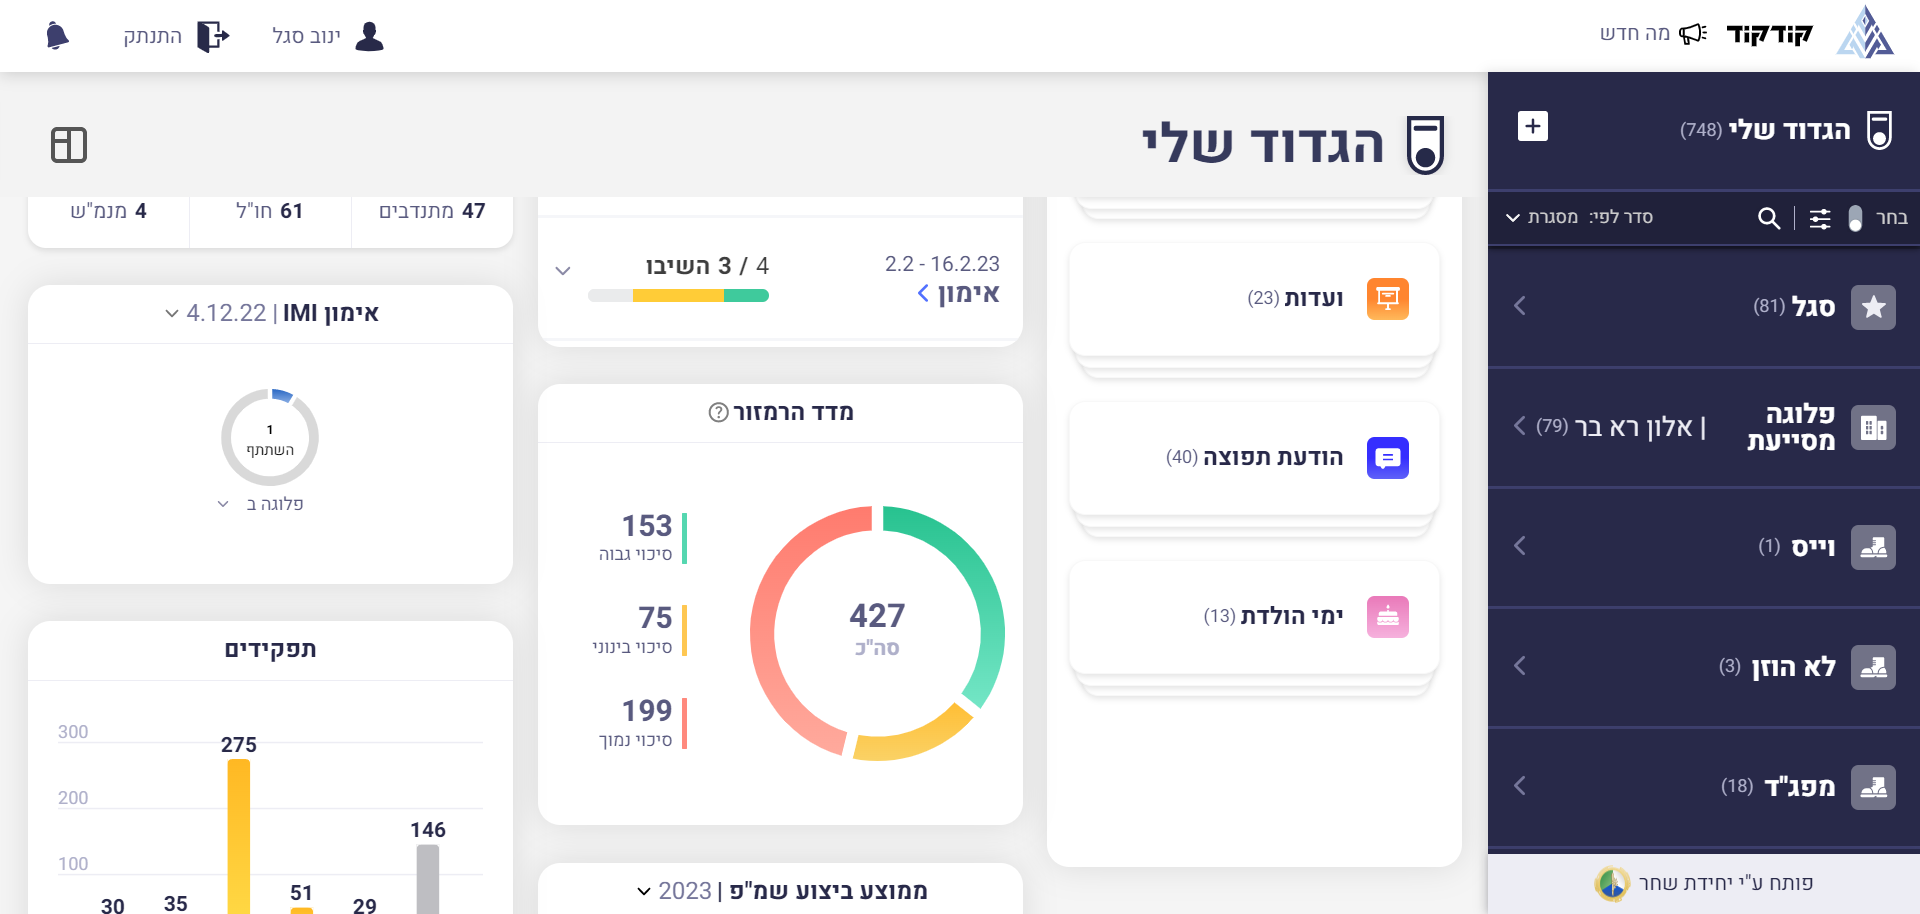 קודקוד
מה חדש
ינוב סגל
התנתק
הגדוד שלי (748)
בחר
סדר לפי: מסגרת
סגל (81)
פלוגה מסייעת | אלון רא בר (79)
וייס (1)
לא הוזן (3)
מפג"ד (18)
פותח ע"י יחידת שחר
הגדוד שלי
ועדות (23)
הודעת תפוצה (40)
ימי הולדת (13)
2.2 - 16.2.23
אימון
3 / 4 השיבו
מדד הרמזור
427
סה"כ
153
סיכוי גבוה
75
סיכוי בינוני
199
סיכוי נמוך
ממוצע ביצוע שמ"פ | 2023
47 מתנדבים
61 חו"ל
4 מנמ"ש
אימון IMI | 4.12.22
1
השתתף
פלוגה ב
תפקידים
300
200
100
30
35
275
51
29
146